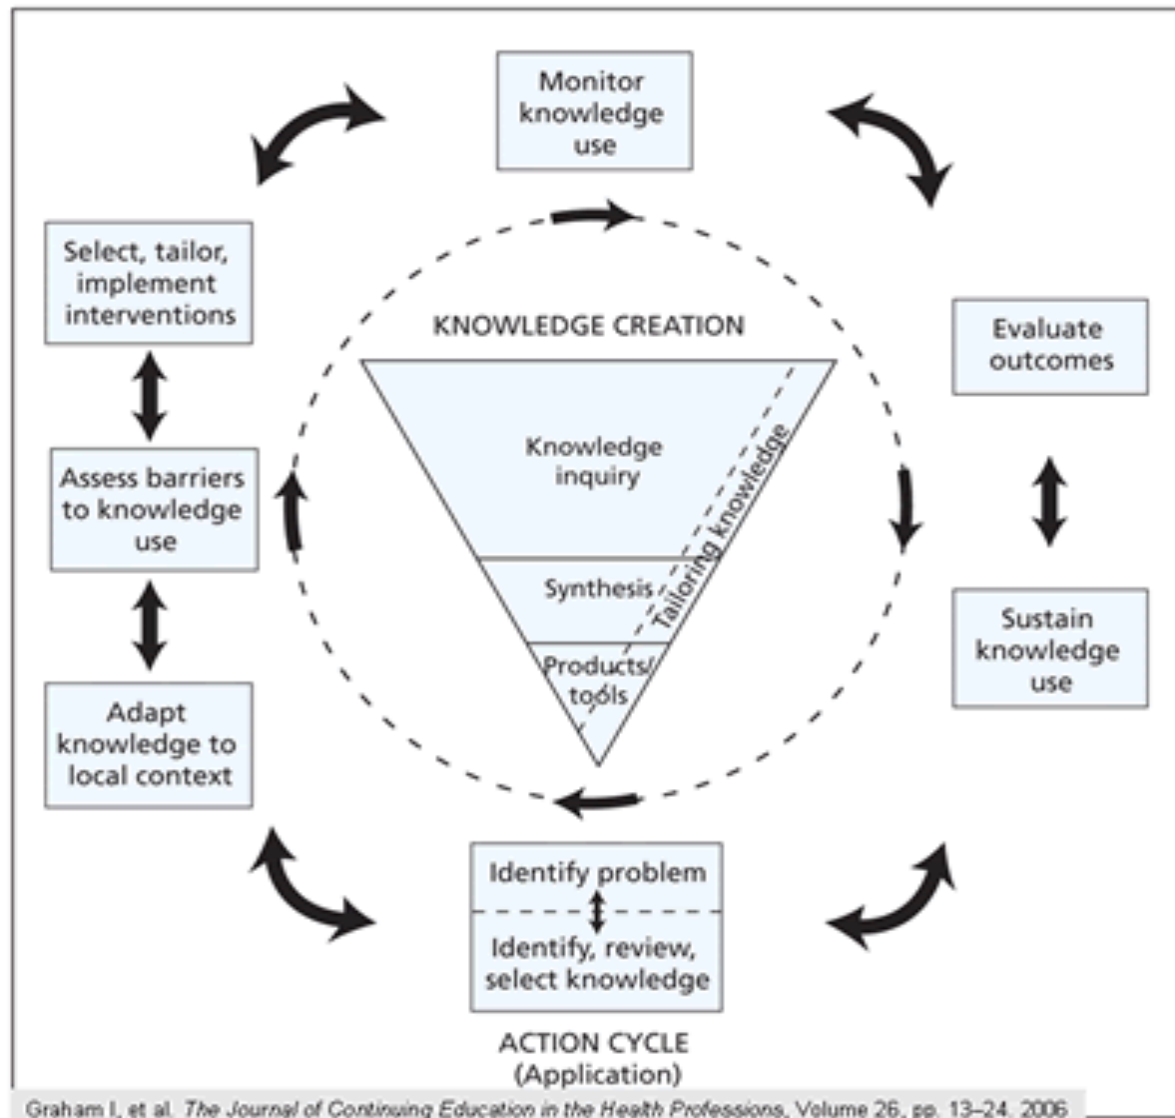 Monitor
knowledge
use
Select, tailor,
implement
interventions
KNOWLEDGE CREATION
Evaluate
outcomes
Knowledge
inquiry
Tailoring knowledge
Assess barriers
to knowledge
use
Synthesis
Sustain
knowledge
use
Products/
tools
Adapt
knowledge to
local context
Identify problem
Identify, review,
select knowledge
ACTION CYCLE
(Application)
Graham I, et al. The Journal of Continuing Education in the Health Professions, Volume 26, pp. 13–24, 2006